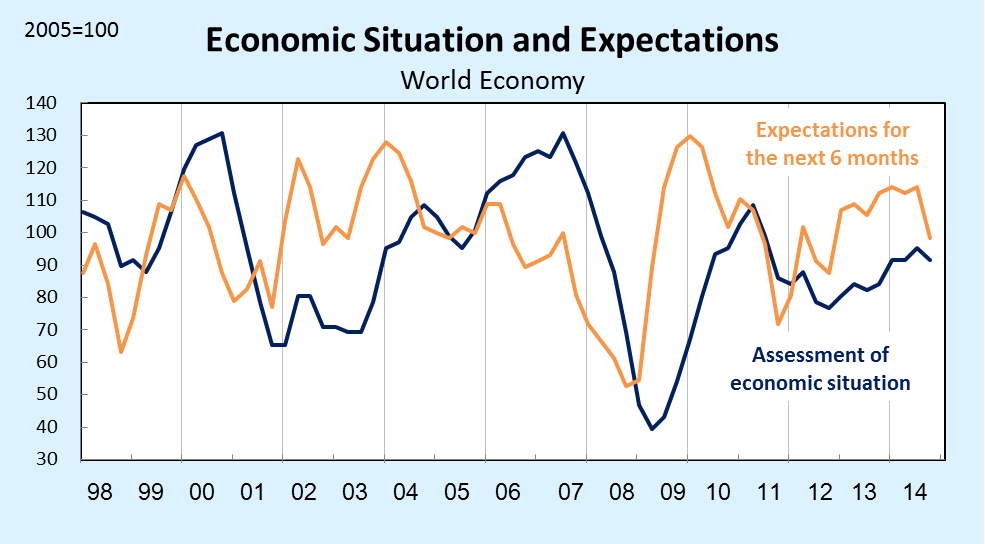 2005=100
Economic Situation and Expectations
World Economy
140
130
120
110
100
90
80
70
60
50
40
30
Expectations for
the next 6 months
Assessment of
economic situation
98 99 00 01 02 03 04 05 06 07 08 09 10 11 12 13 14